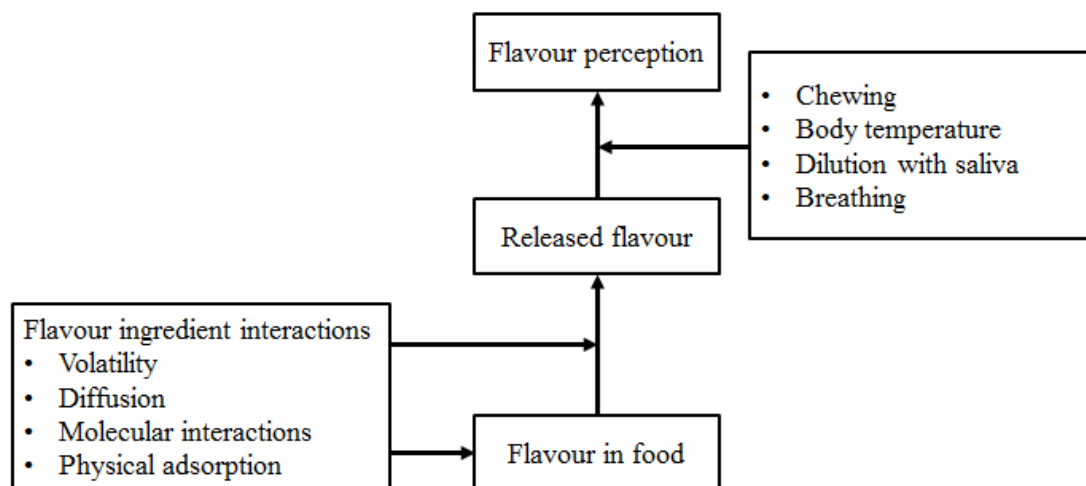 Flavour perception
• Chewing
• Body temperature
• Dilution with saliva
• Breathing
Released flavour
Flavour ingredient interactions
• Volatility
• Diffusion
• Molecular interactions
• Physical adsorption
Flavour in food